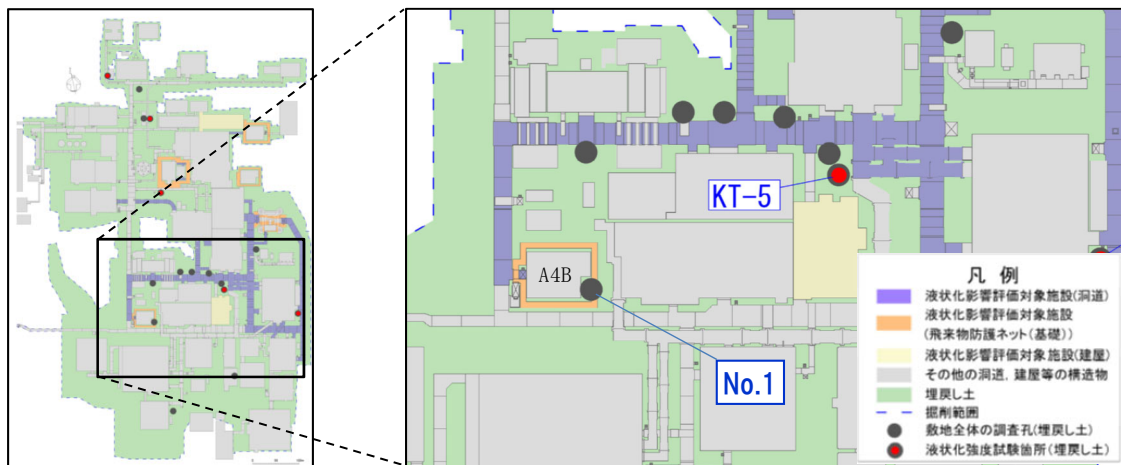 KT-5
A4B
No.1
凡 例
液状化影響評価対象施設(洞道)
液状化影響評価対象施設
(飛来物防護ネット(基礎))
液状化影響評価対象施設(建屋)
その他の洞道，建屋等の構造物
埋戻し土
掘削範囲
敷地全体の調査孔(埋戻し土)
液状化強度試験箇所(埋戻し土)